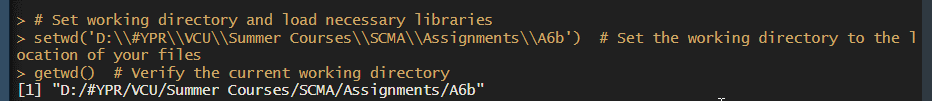 > # Set working directory and load necessary libraries
> setwd('D:\\#YPR\\VCU\\Summer Courses\\SCMA\\Assignments\\A6b')  # Set the working directory to the l
ocation of your files
> getwd()  # Verify the current working directory
[1] "D:/#YPR/VCU/Summer Courses/SCMA/Assignments/A6b"